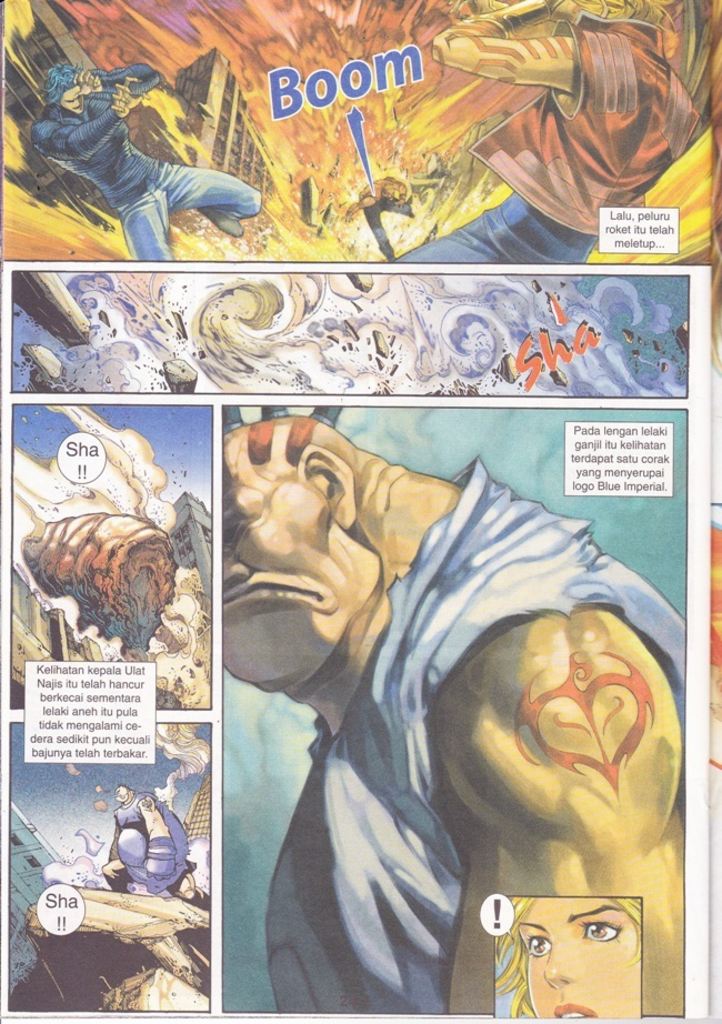 Boom
Lalu, peluru
roket itu telah
meletup...
Sha
Sha
!!
Pada lengan lelaki
ganjil itu kelihatan
terdapat satu corak
yang menyerupai
logo Blue Imperial.
Kelihatan kepala Ulat
Najis itu telah hancur
berkecai sementara
lelaki aneh itu pula
tidak mengalami ce-
dera sedikit pun kecuali
bajunya telah terbakar.
Sha
!!
!